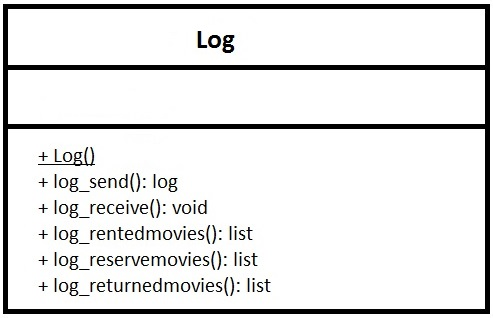 Log
+ Log()
+ log_send(): log
+ log_receive(): void
+ log_rentedmovies(): list
+ log_reservemovies(): list
+ log_returnedmovies(): list